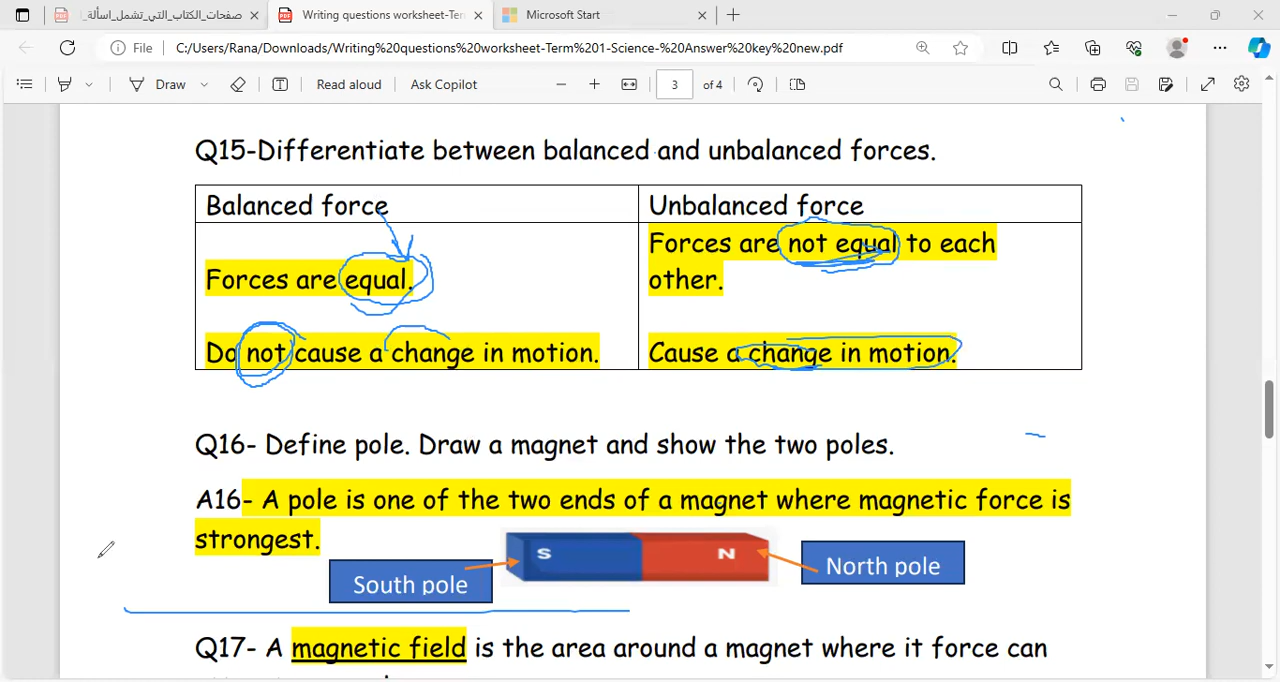 صفحات_الكتاب_التي_تشمل_اسألة_ا
Writing questions worksheet-Ter
Microsoft Start
File
C:/Users/Rana/Downloads/Writing%20questions%20worksheet-Term%201-Science-%20Answer%20key%20new.pdf
Draw
Read aloud
Ask Copilot
3
of 4
Q15-Differentiate between balanced and unbalanced forces.
Balanced force
Unbalanced force
Forces are equal.
Forces are not equal to each
other.
Do not cause a change in motion.
Cause a change in motion.
Q16- Define pole. Draw a magnet and show the two poles.
A16- A pole is one of the two ends of a magnet where magnetic force is
strongest.
S
N
South pole
North pole
Q17- A magnetic field is the area around a magnet where it force can